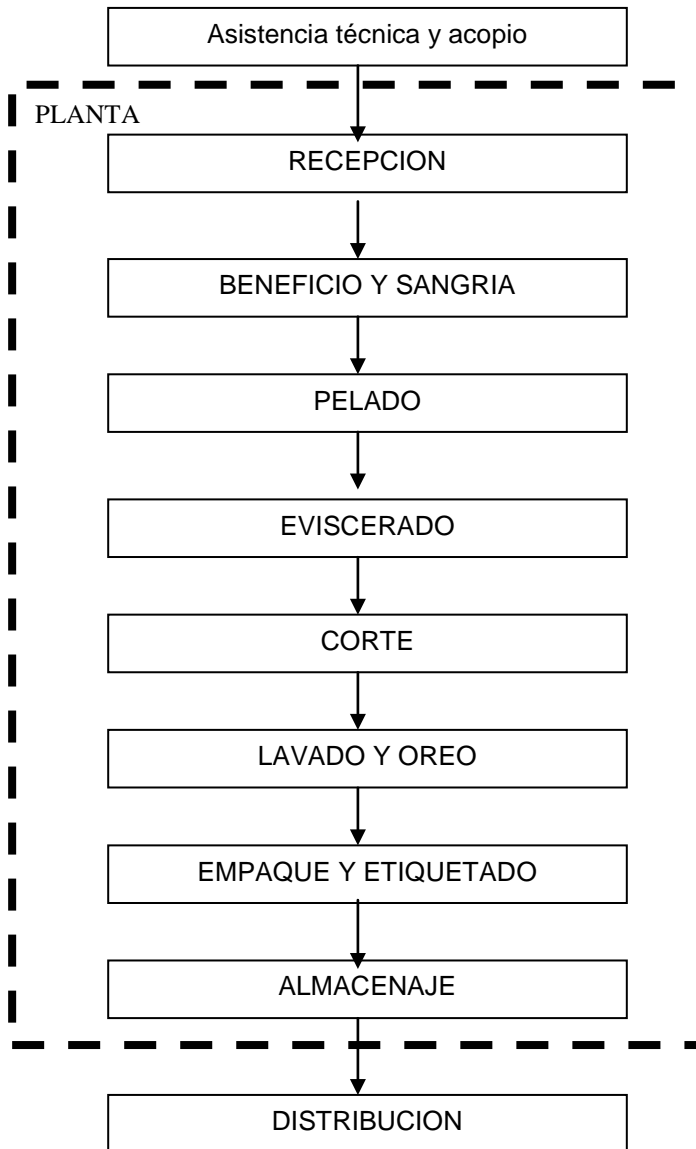 Asistencia técnica y acopio
PLANTA
RECEPCION
BENEFICIO Y SANGRIA
PELADO
EVISCERADO
CORTE
LAVADO Y OREO
EMPAQUE Y ETIQUETADO
ALMACENAJE
DISTRIBUCION